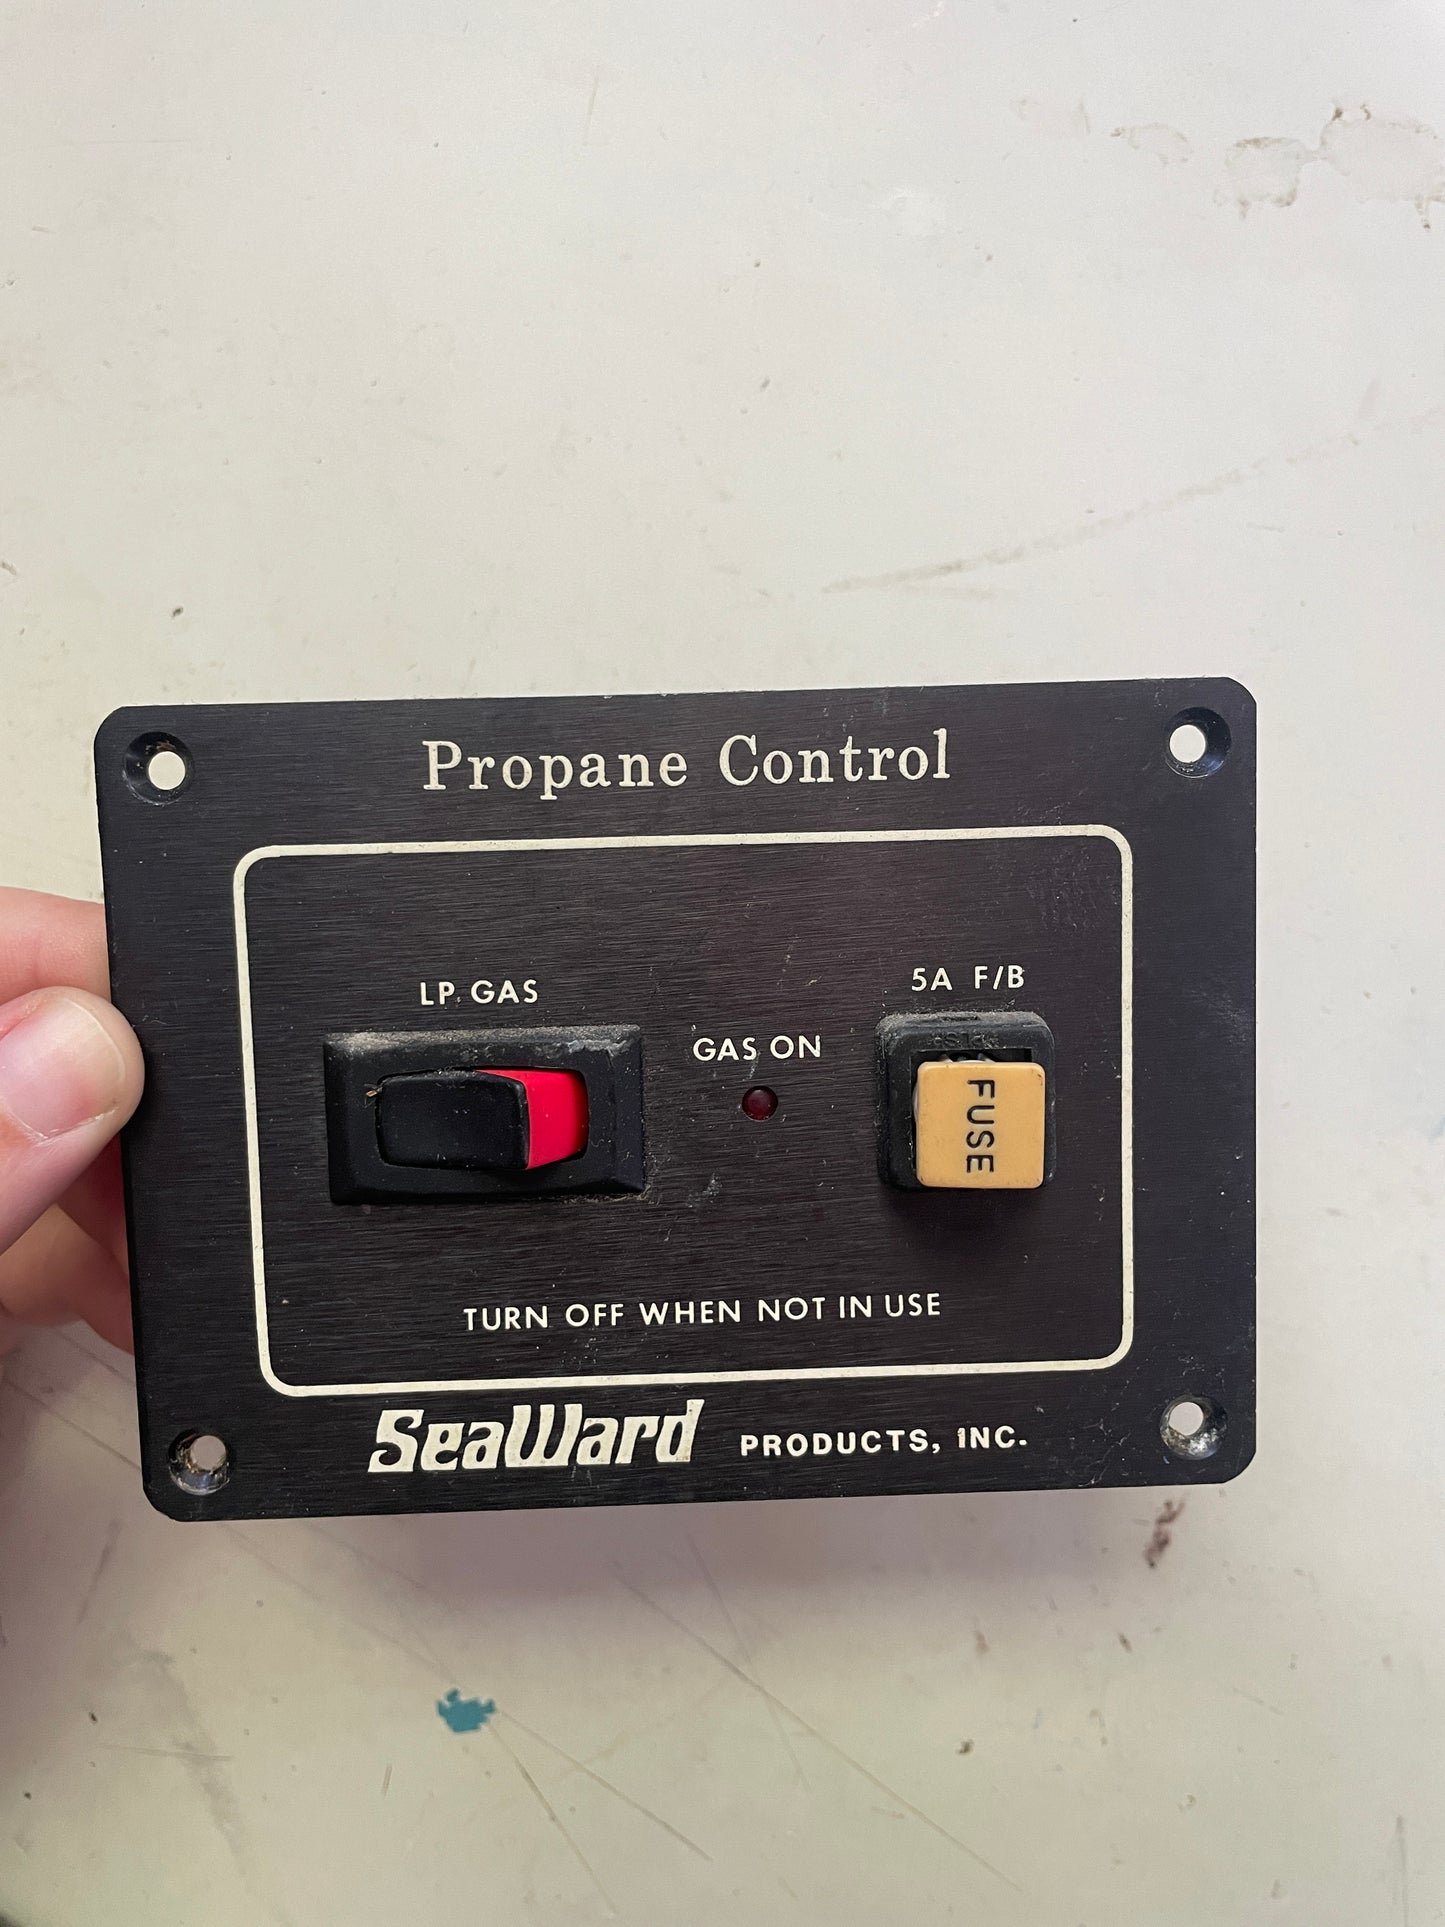 Propane Control
LP GAS
GAS ON
5A F/B
FUSE
TURN OFF WHEN NOT IN USE
SeaWard PRODUCTS, INC.